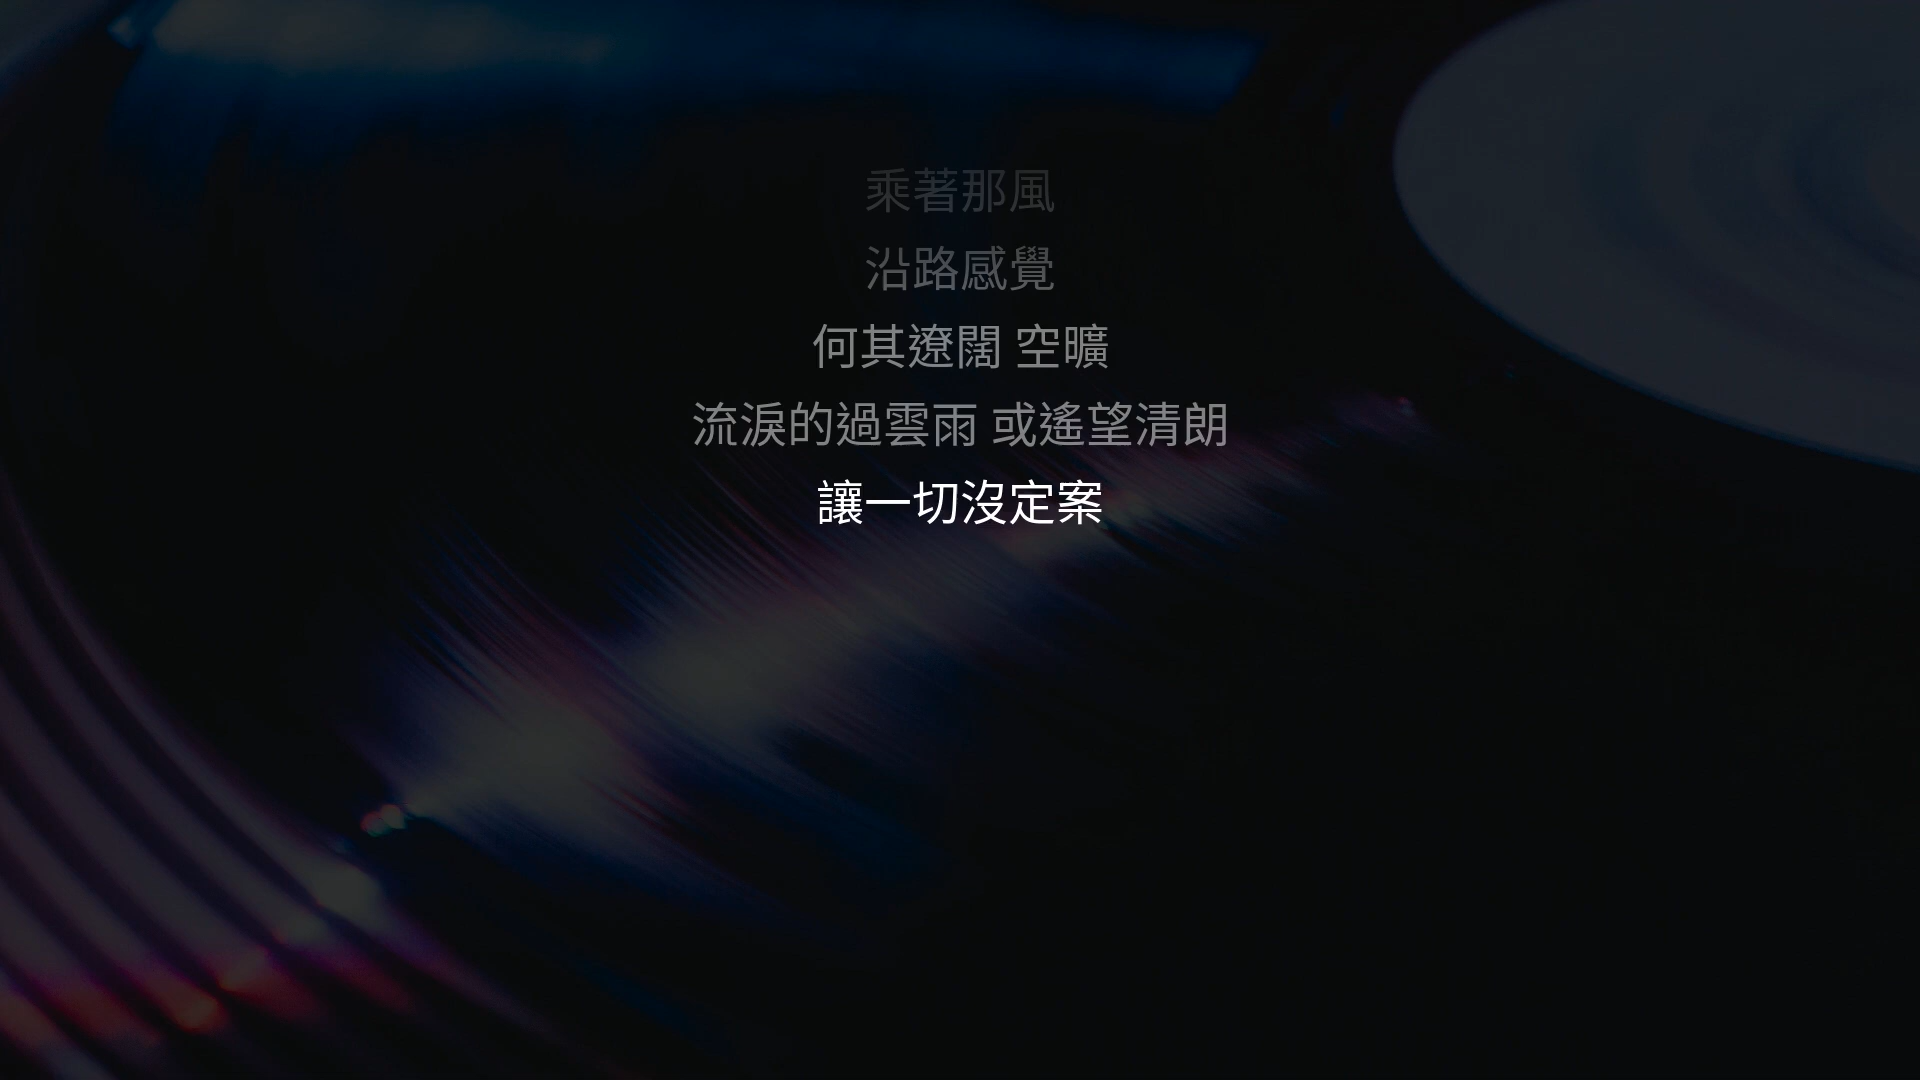 乘著那風
沿路感覺
何其遼闊 空曠
流淚的過雲雨 或遙望清朗
讓一切沒定案